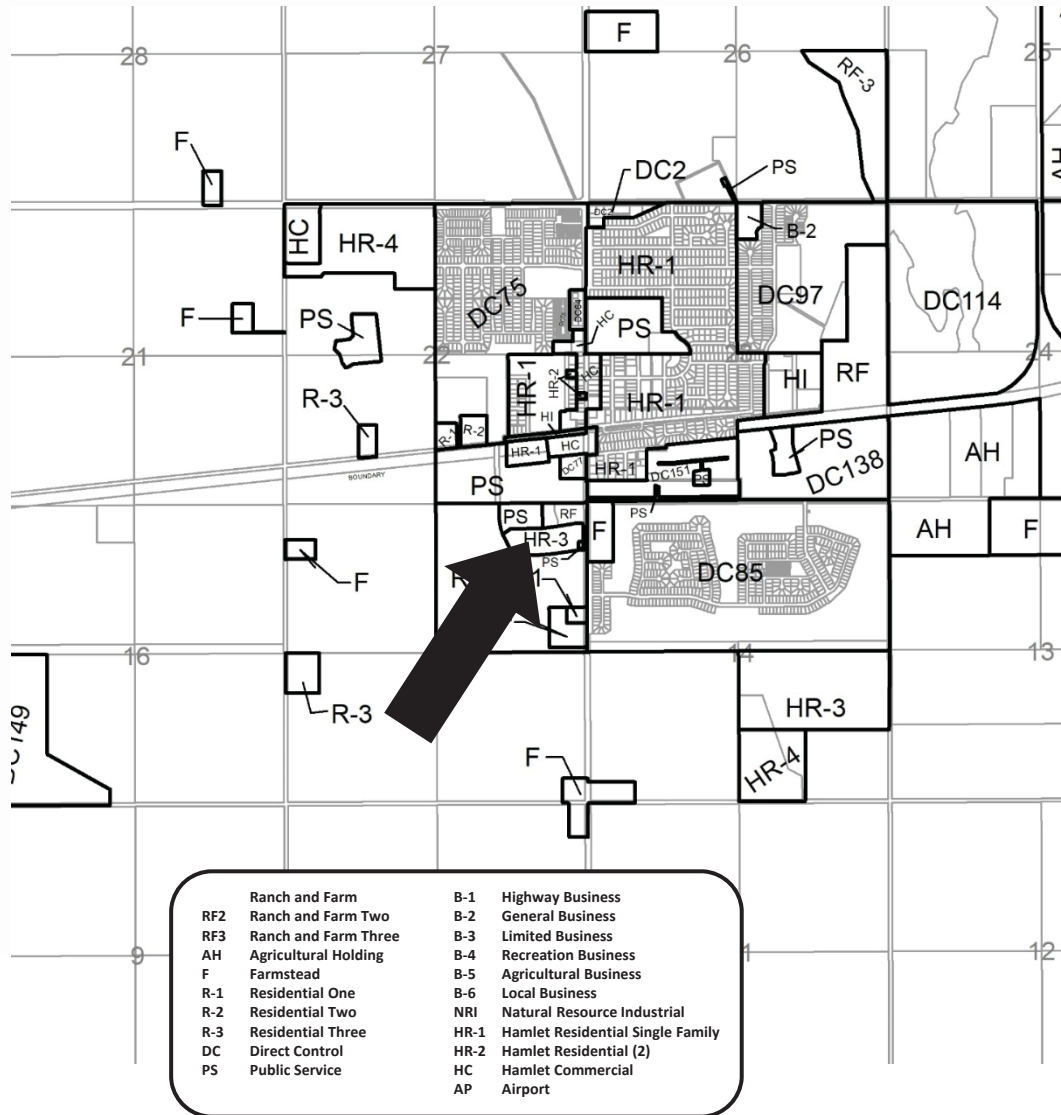 F
28
27
26
25
RF-3
F
DC2
PS
AH
DC2
HC
HR-4
B-2
HR-1
DC75
DC97
DC114
DC64
F
PS
HC
PS
21
22
24
HR-2
HC
HI
RF
HR-1
HR-1
R-3
HI
R-1
R-2
HC
PS
HR-1
DC77
HR-1
DC151
PS
DC138
AH
BOUNDARY
PS
PS
PS
RF
F
AH
F
HR-3
PS
F
DC85
16
14
13
R-3
HR-3
DC149
F
HR-4
Ranch and Farm
RF2 Ranch and Farm Two
RF3 Ranch and Farm Three
AH Agricultural Holding
F Farmstead
R-1 Residential One
R-2 Residential Two
R-3 Residential Three
DC Direct Control
PS Public Service
B-1 Highway Business
B-2 General Business
B-3 Limited Business
B-4 Recreation Business
B-5 Agricultural Business
B-6 Local Business
NRI Natural Resource Industrial
HR-1 Hamlet Residential Single Family
HR-2 Hamlet Residential (2)
HC Hamlet Commercial
AP Airport
9
12